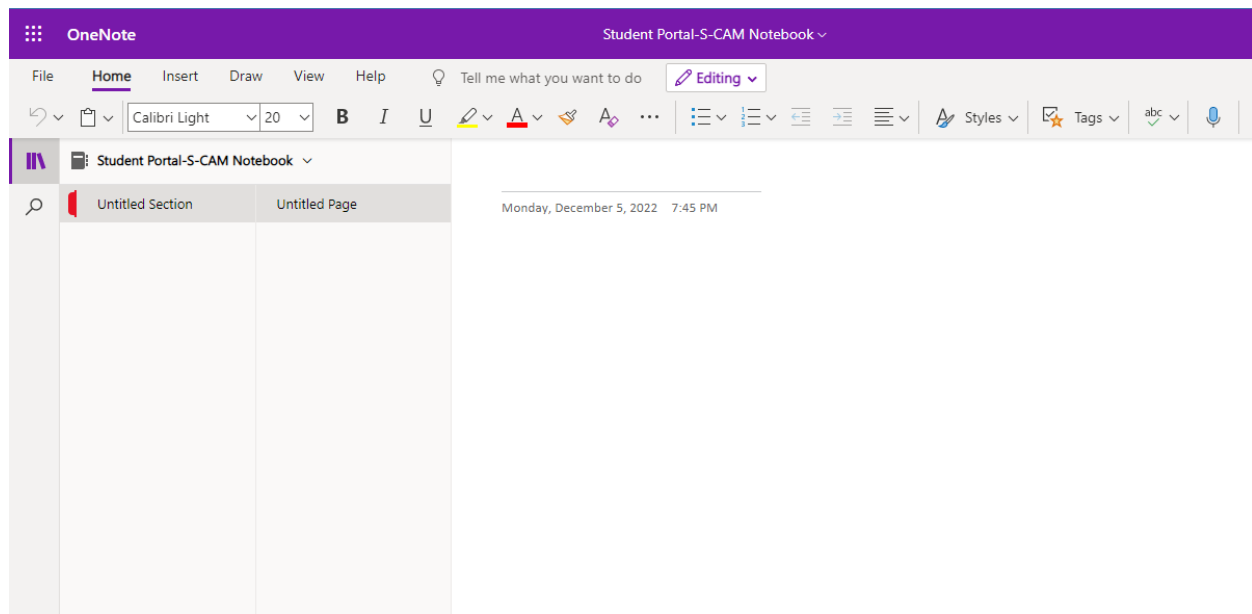 OneNote
Student Portal-S-CAM Notebook
File Home Insert Draw View Help Tell me what you want to do Editing
Calibri Light 20 B I U A A Styles Tags abc
Student Portal-S-CAM Notebook
Untitled Section Untitled Page
Monday, December 5, 2022 7:45 PM